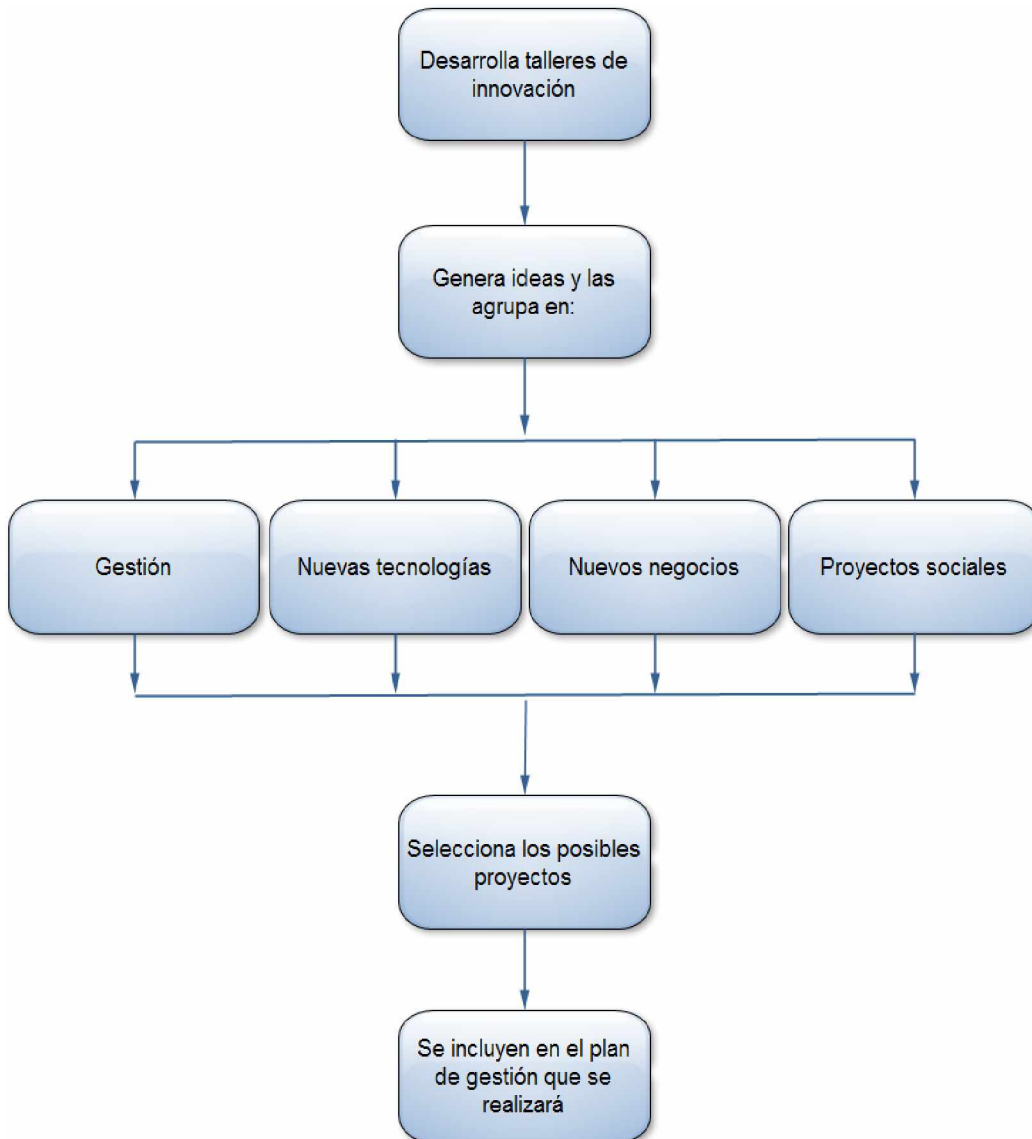 Desarrolla talleres de
innovación
Genera ideas y las
agrupa en:
Gestión
Nuevas tecnologías
Nuevos negocios
Proyectos sociales
Selecciona los posibles
proyectos
Se incluyen en el plan
de gestión que se
realizará